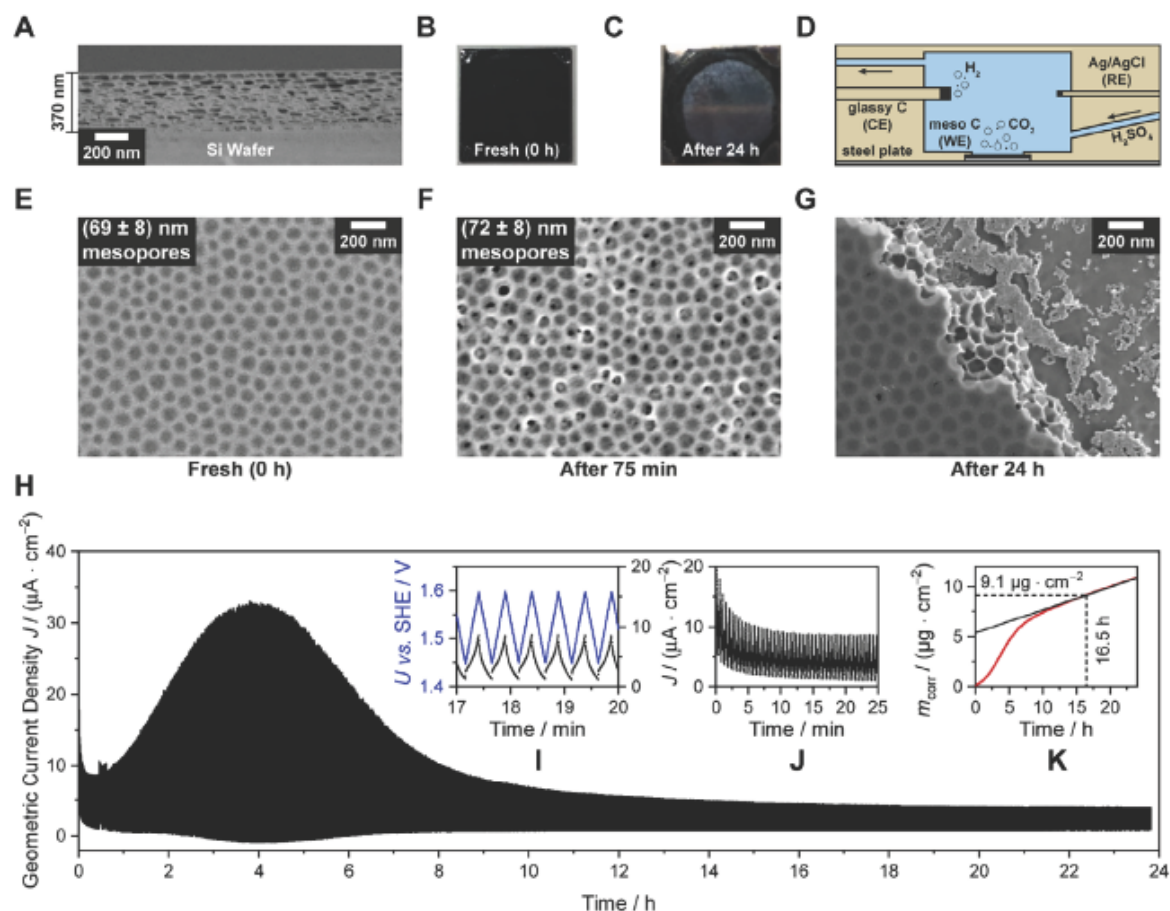 A
B
C
D
370 nm
200 nm
Si Wafer
Fresh (0 h)
After 24 h
H₂
Ag/AgCl
(RE)
glassy C
(CE)
meso C
(WE)
CO₂
H₂SO₄
steel plate
E
F
G
(69 ± 8) nm
mesopores
200 nm
(72 ± 8) nm
mesopores
200 nm
200 nm
Fresh (0 h)
After 75 min
After 24 h
H
Geometric Current Density J / (µA · cm⁻²)
40
30
20
10
0
0 2 4 6 8 10 12 14 16 18 20 22 24
Time / h
U vs. SHE / V
1.6
1.5
1.4
20
10
0
17 18 19 20
Time / min
I
J / (µA · cm⁻²)
20
15
10
5
0
0 5 10 15 20 25
Time / min
J
m corr / (µg · cm⁻²)
10
5
0
9.1 µg · cm⁻²
16.5 h
0 5 10 15 20
Time / h
K